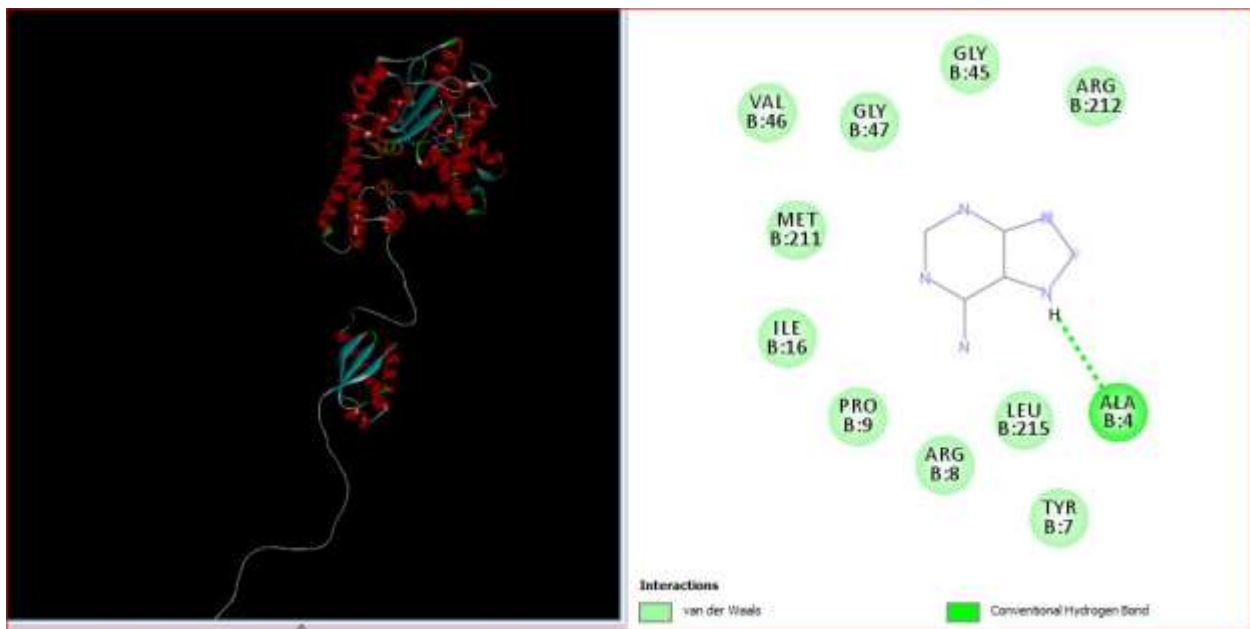 GLY
B:45
ARG
B:212
VAL
B:46
GLY
B:47
MET
B:211
N
N
N
N
H
N
ILE
B:16
PRO
B:9
LEU
B:215
ALA
B:4
ARG
B:8
TYR
B:7
Interactions
van der Waals
Conventional Hydrogen Bond